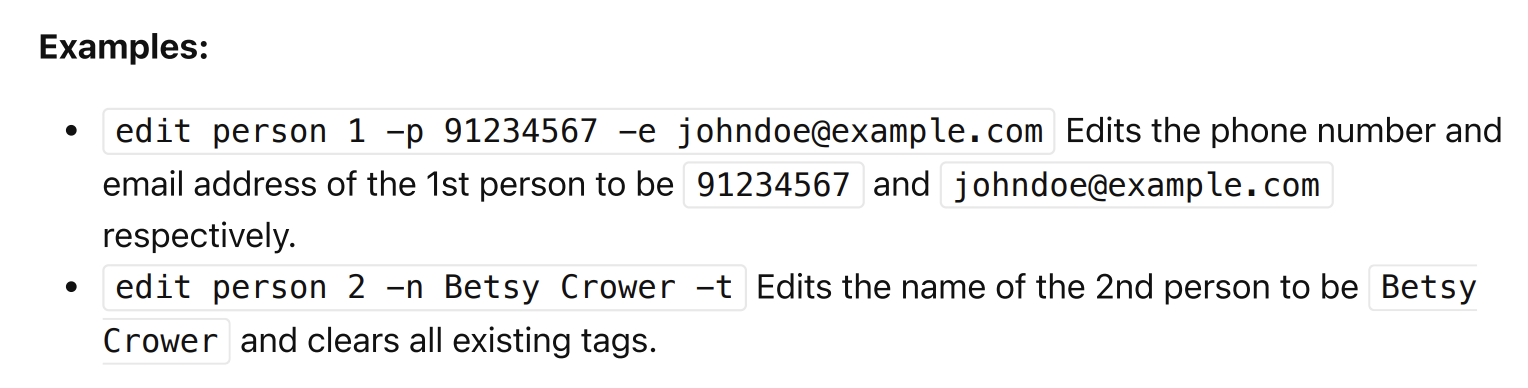 Examples:
• edit person 1 –p 91234567 –e johndoe@example.com Edits the phone number and
email address of the 1st person to be 91234567 and johndoe@example.com
respectively.
• edit person 2 –n Betsy Crower –t Edits the name of the 2nd person to be Betsy
Crower and clears all existing tags.